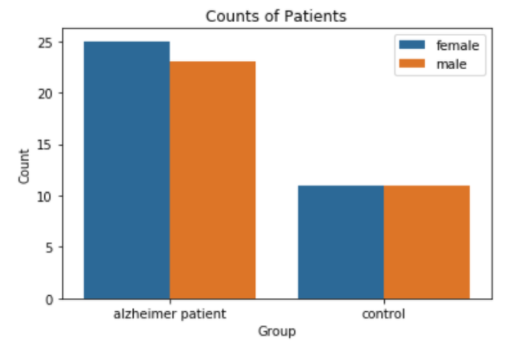 Counts of Patients
female
male
25
20
15
10
5
0
Count
alzheimer patient
control
Group